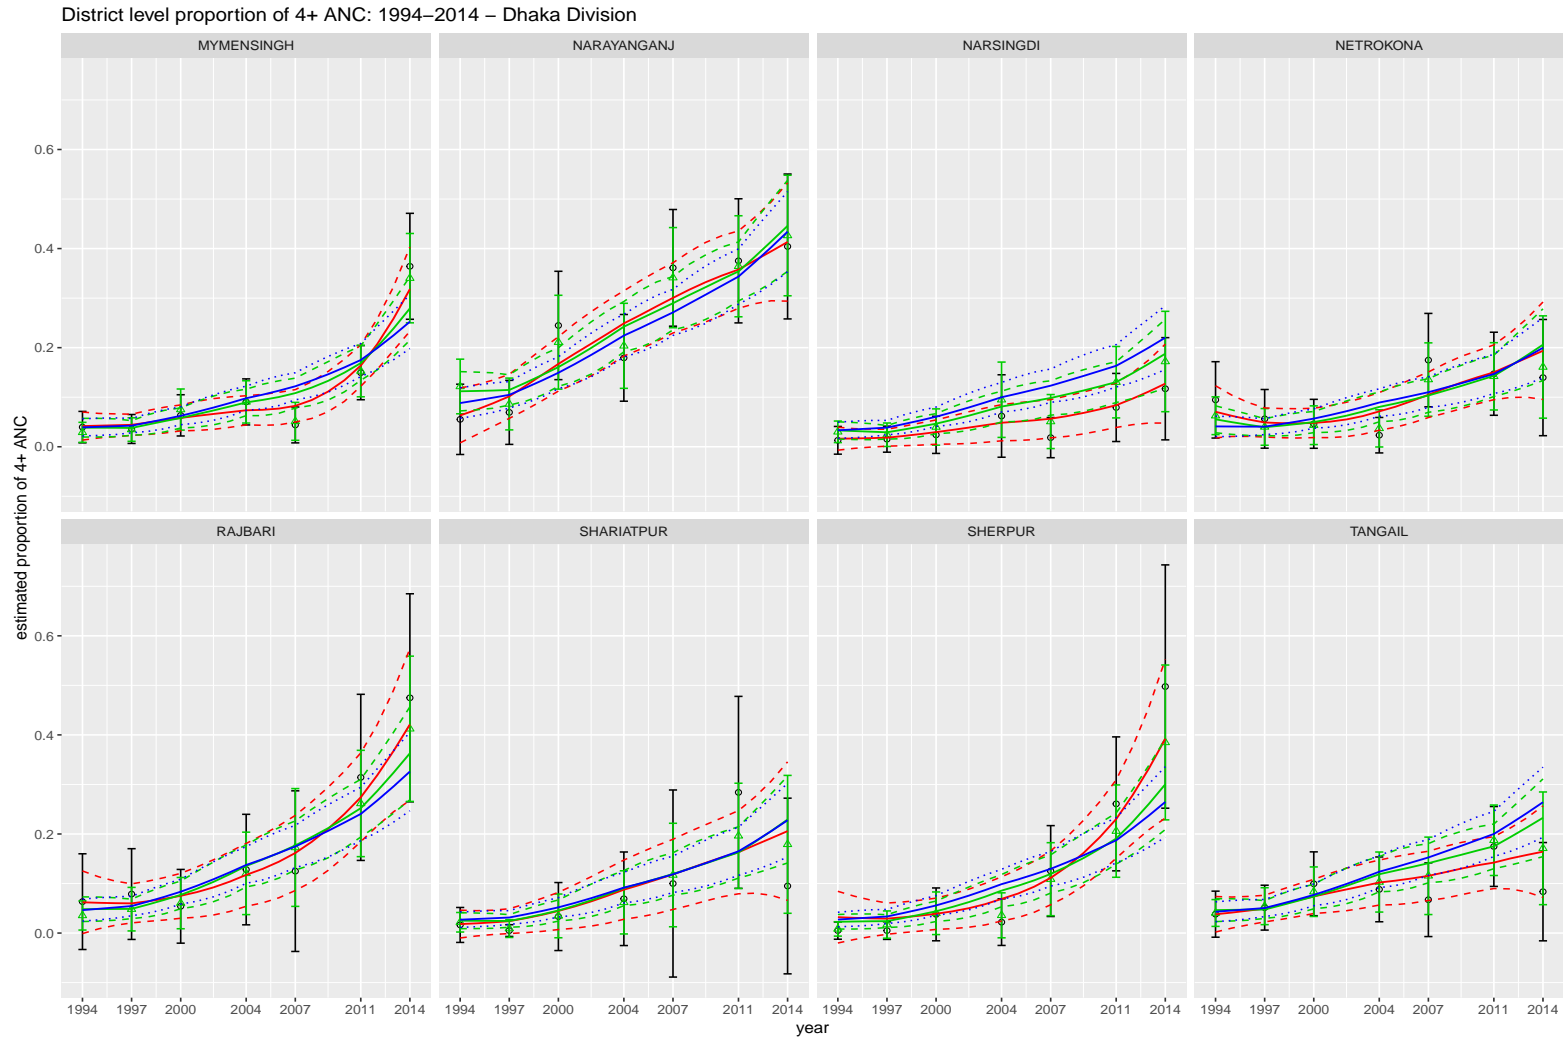 District level proportion of 4+ ANC: 1994–2014 – Dhaka Division
MYMENSINGH NARAYANGANJ NARSINGDI NETROKONA
0.6
0.4
0.2
0.0
RAJBARI SHARIATPUR SHERPUR TANGAIL
0.6
0.4
0.2
0.0
estimated proportion of 4+ ANC
1994 1997 2000 2004 2007 2011 2014 1994 1997 2000 2004 2007 2011 2014 1994 1997 2000 2004 2007 2011 2014 1994 1997 2000 2004 2007 2011 2014
year